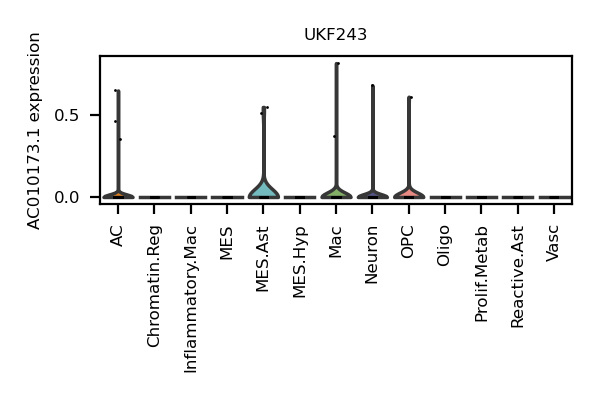 UKF243
AC010173.1 expression
0.5
0.0
AC
Chromatin.Reg
Inflammatory.Mac
MES
MES.Ast
MES.Hyp
Mac
Neuron
OPC
Oligo
Prolif.Metab
Reactive.Ast
Vasc